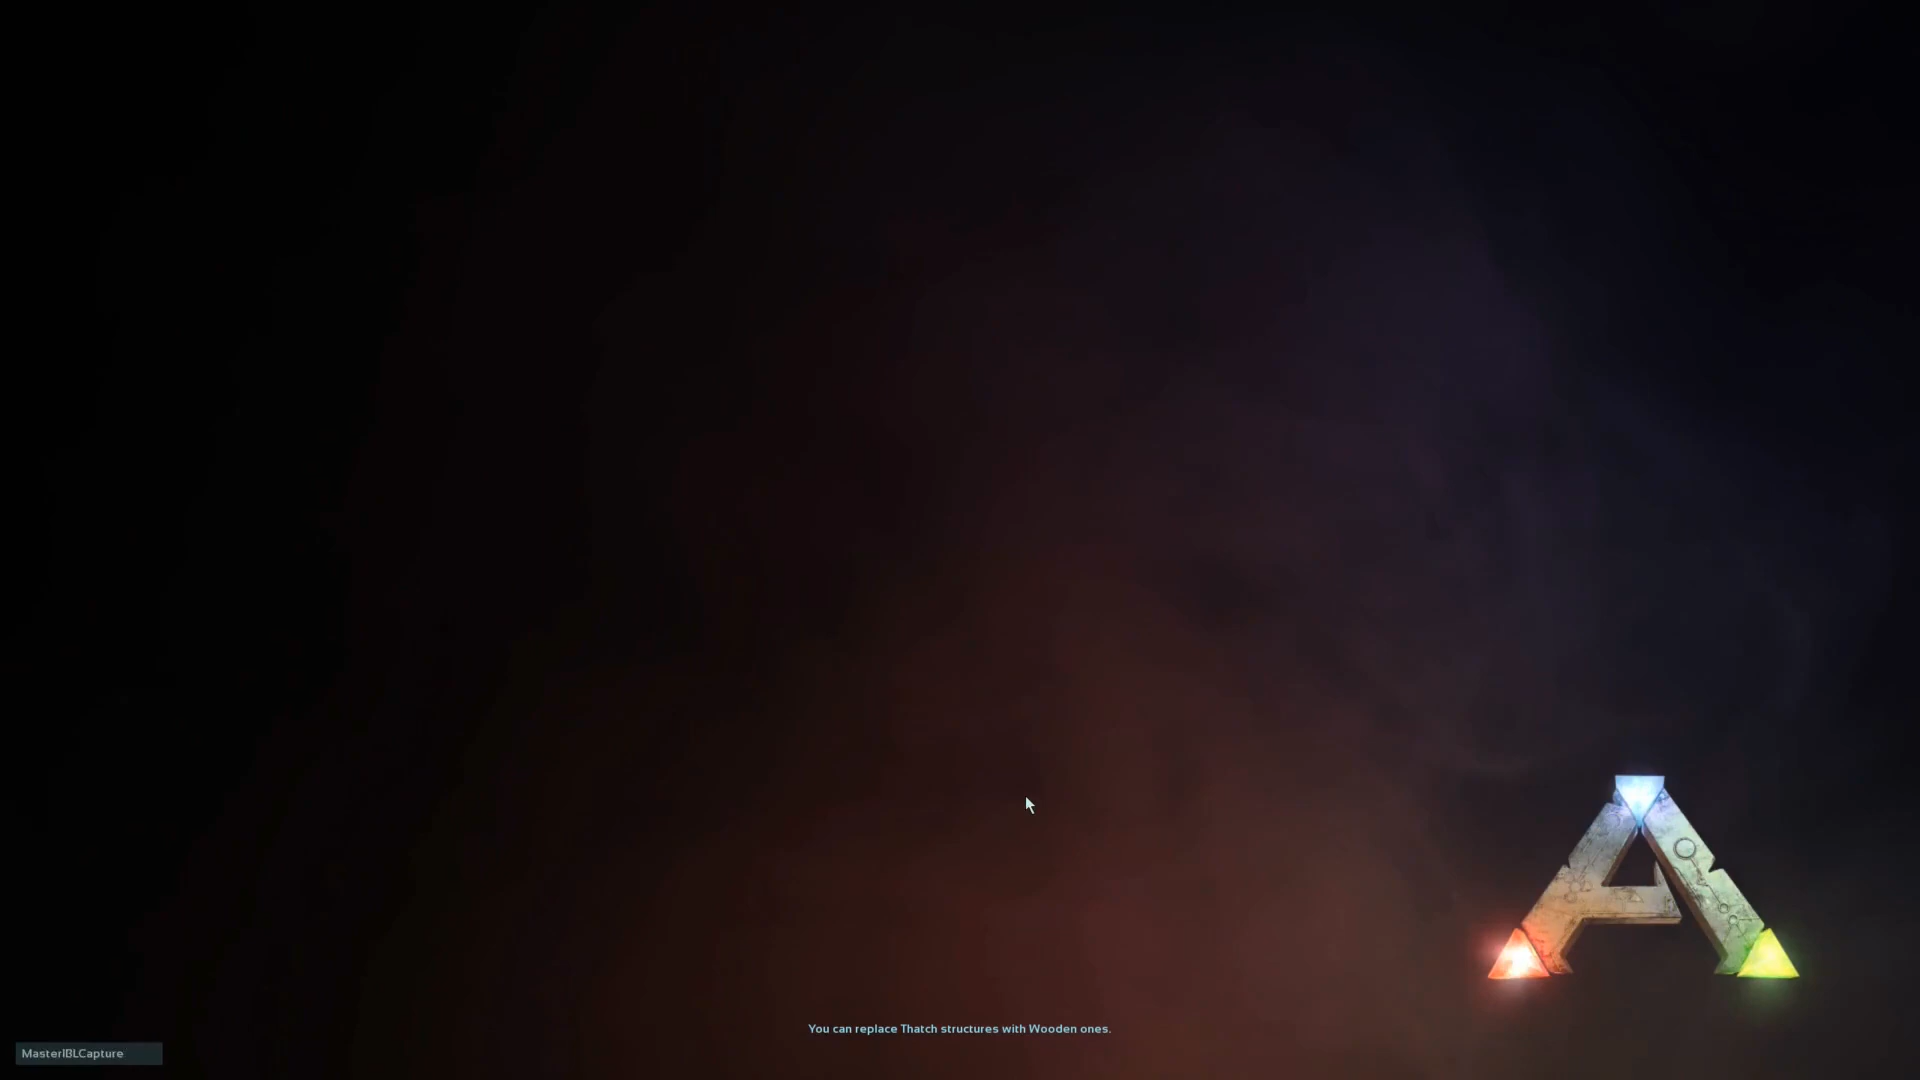 You can replace Thatch structures with Wooden ones.
MasterIBLCapture